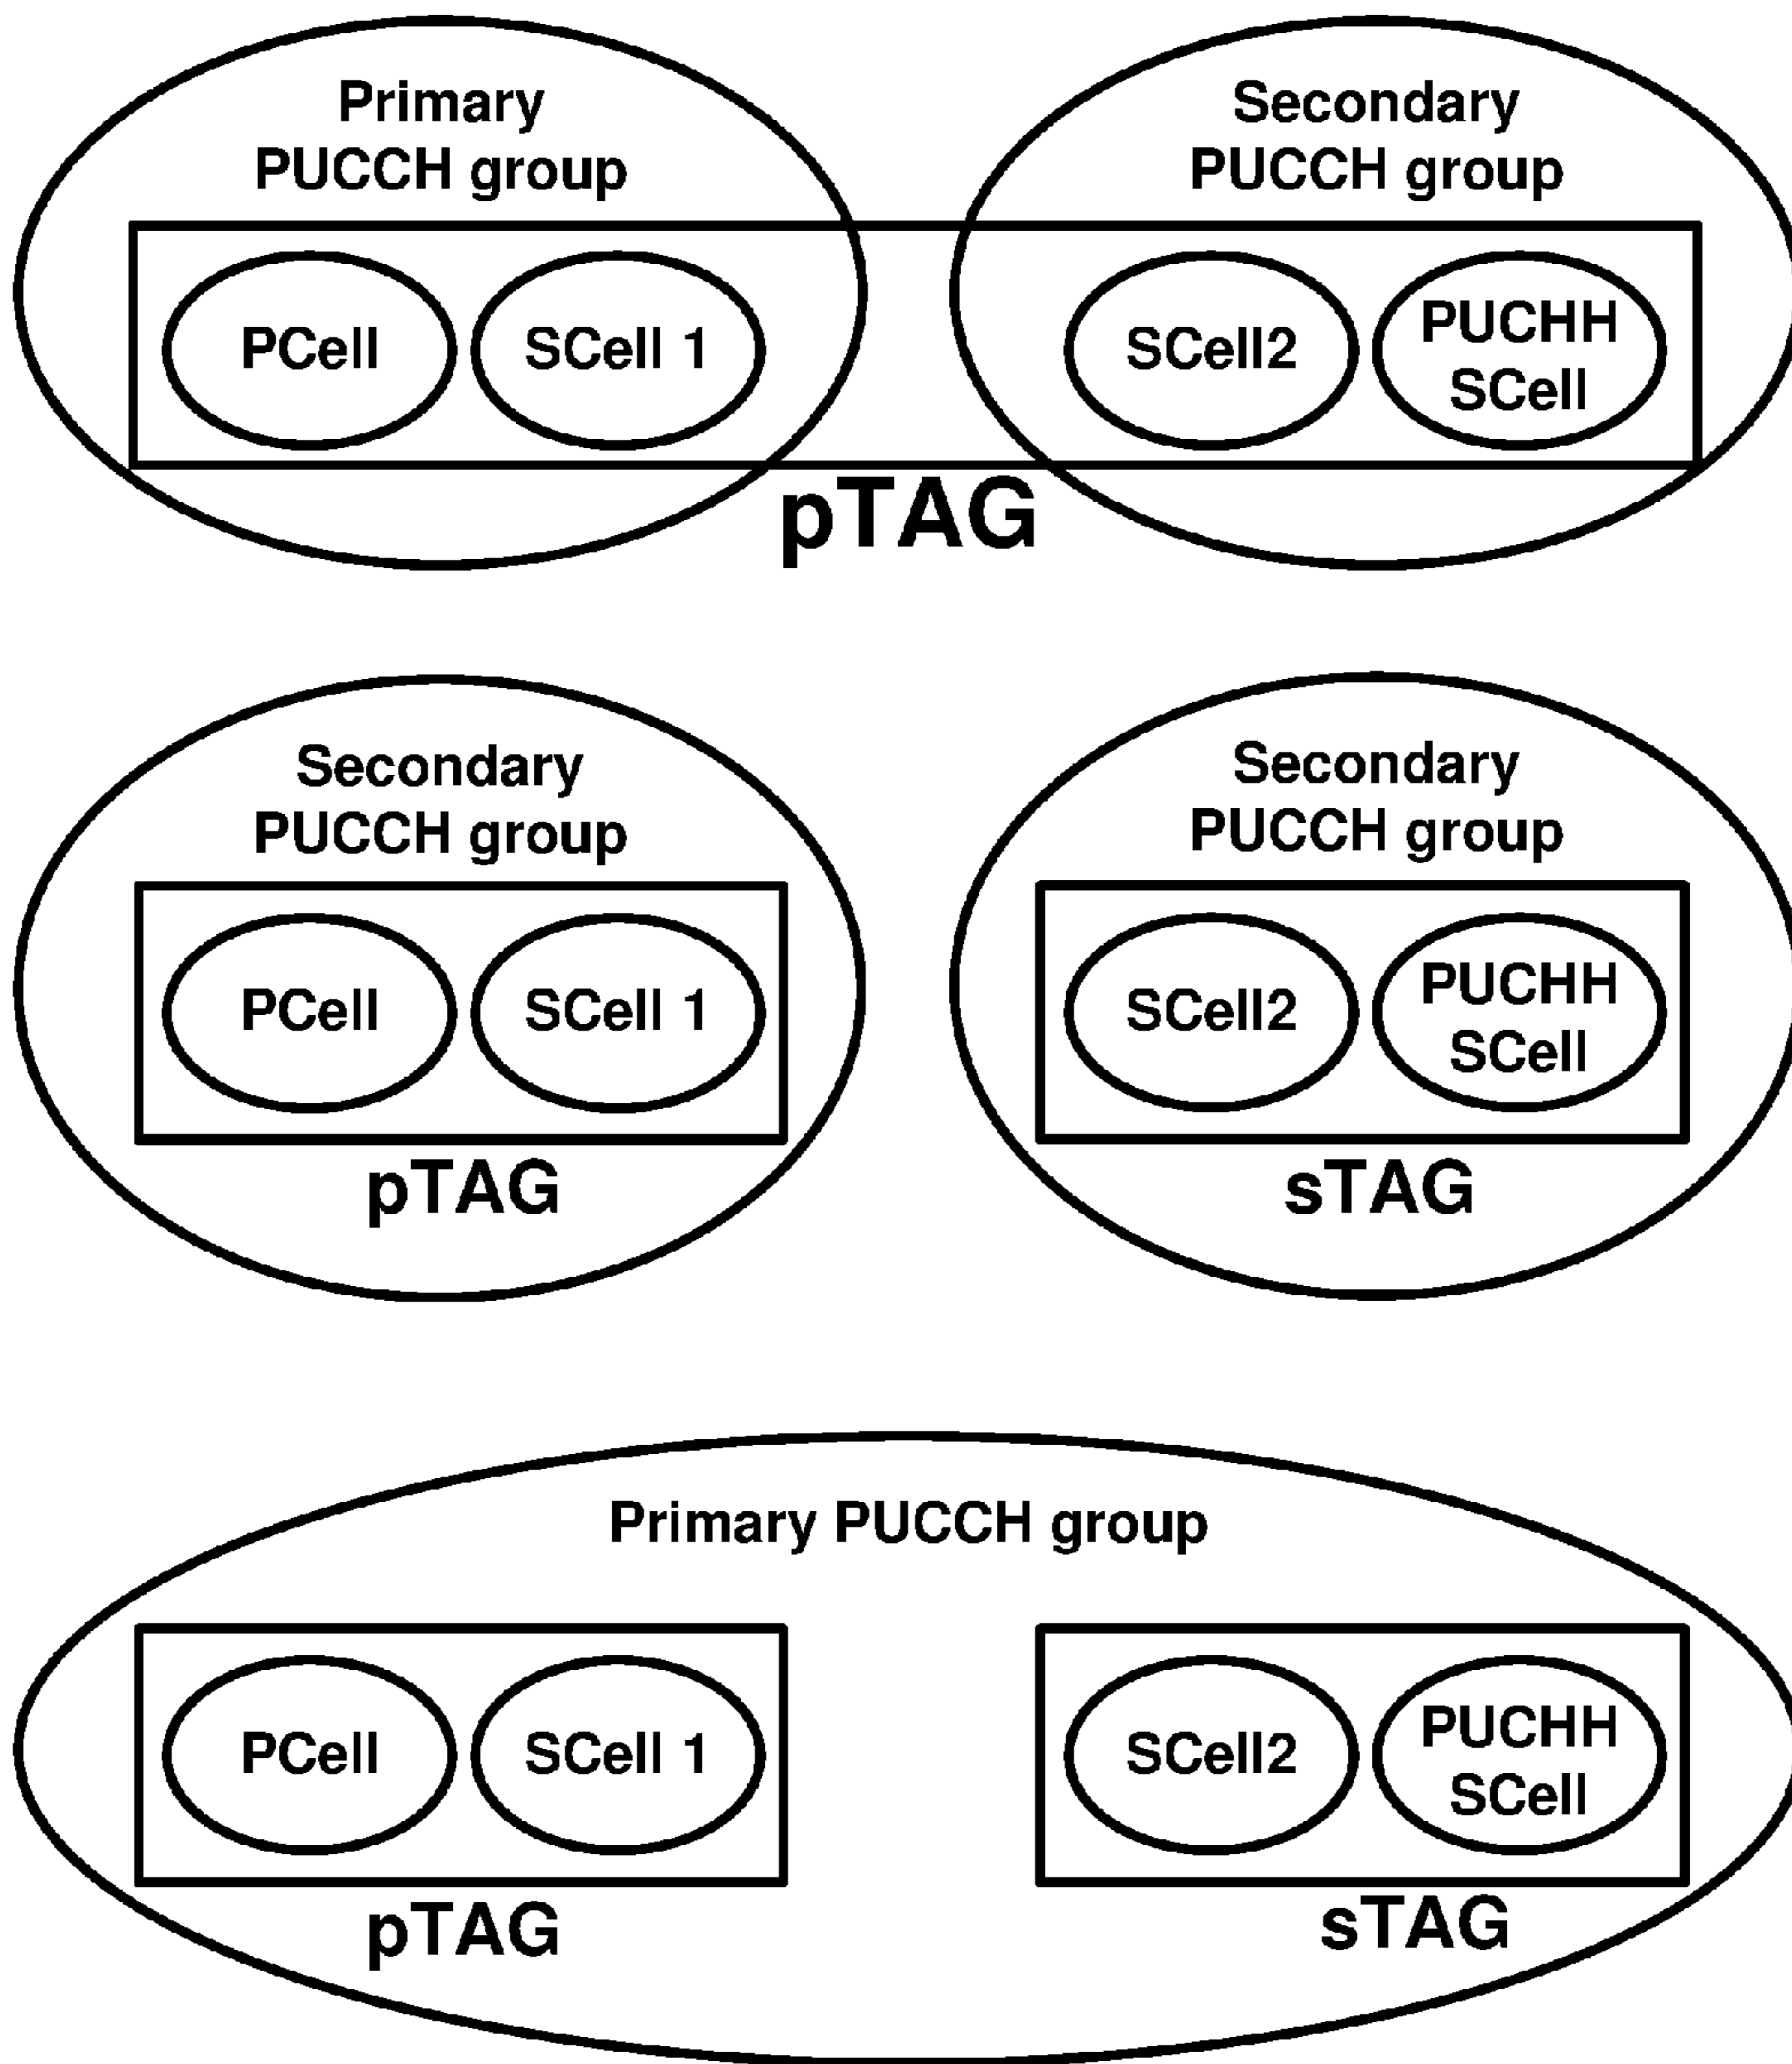 Primary
PUCCH group
Secondary
PUCCH group
PCell
SCell 1
SCell2
PUCHH
SCell
pTAG
Secondary
PUCCH group
Secondary
PUCCH group
PCell
SCell 1
SCell2
PUCHH
SCell
pTAG
sTAG
Primary PUCCH group
PCell
SCell 1
SCell2
PUCHH
SCell
pTAG
sTAG